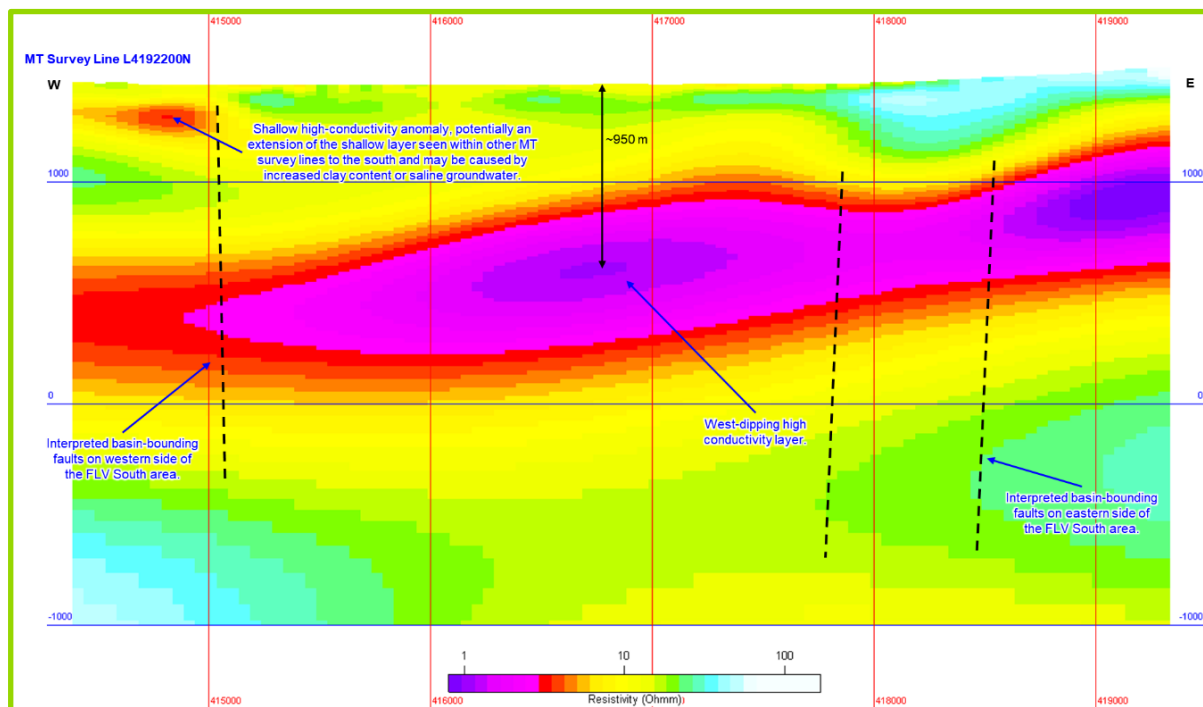 415000 416000 417000 418000 419000
MT Survey Line L4192200N
W E
~950 m
Shallow high-conductivity anomaly, potentially an
extension of the shallow layer seen within other MT
survey lines to the south and may be caused by
increased clay content or saline groundwater.
1000 1000
0 0
West-dipping high
conductivity layer.
Interpreted basin-bounding
faults on western side of
the FLV South area.
Interpreted basin-bounding
faults on eastern side of
the FLV South area.
-1000 -1000
1 10 100
Resistivity (Ohmm)
415000 416000 417000 418000 419000